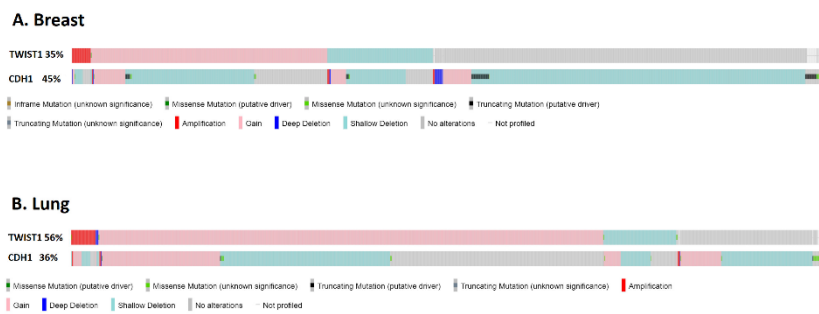 A. Breast
TWIST1 35%
CDH1 45%
Inframe Mutation (unknown significance) Missense Mutation (putative driver) Missense Mutation (unknown significance) Truncating Mutation (putative driver)
Truncating Mutation (unknown significance) Amplification Gain Deep Deletion Shallow Deletion No alterations Not profiled
B. Lung
TWIST1 56%
CDH1 36%
Missense Mutation (putative driver) Missense Mutation (unknown significance) Truncating Mutation (putative driver) Truncating Mutation (unknown significance) Amplification
Gain Deep Deletion Shallow Deletion No alterations Not profiled